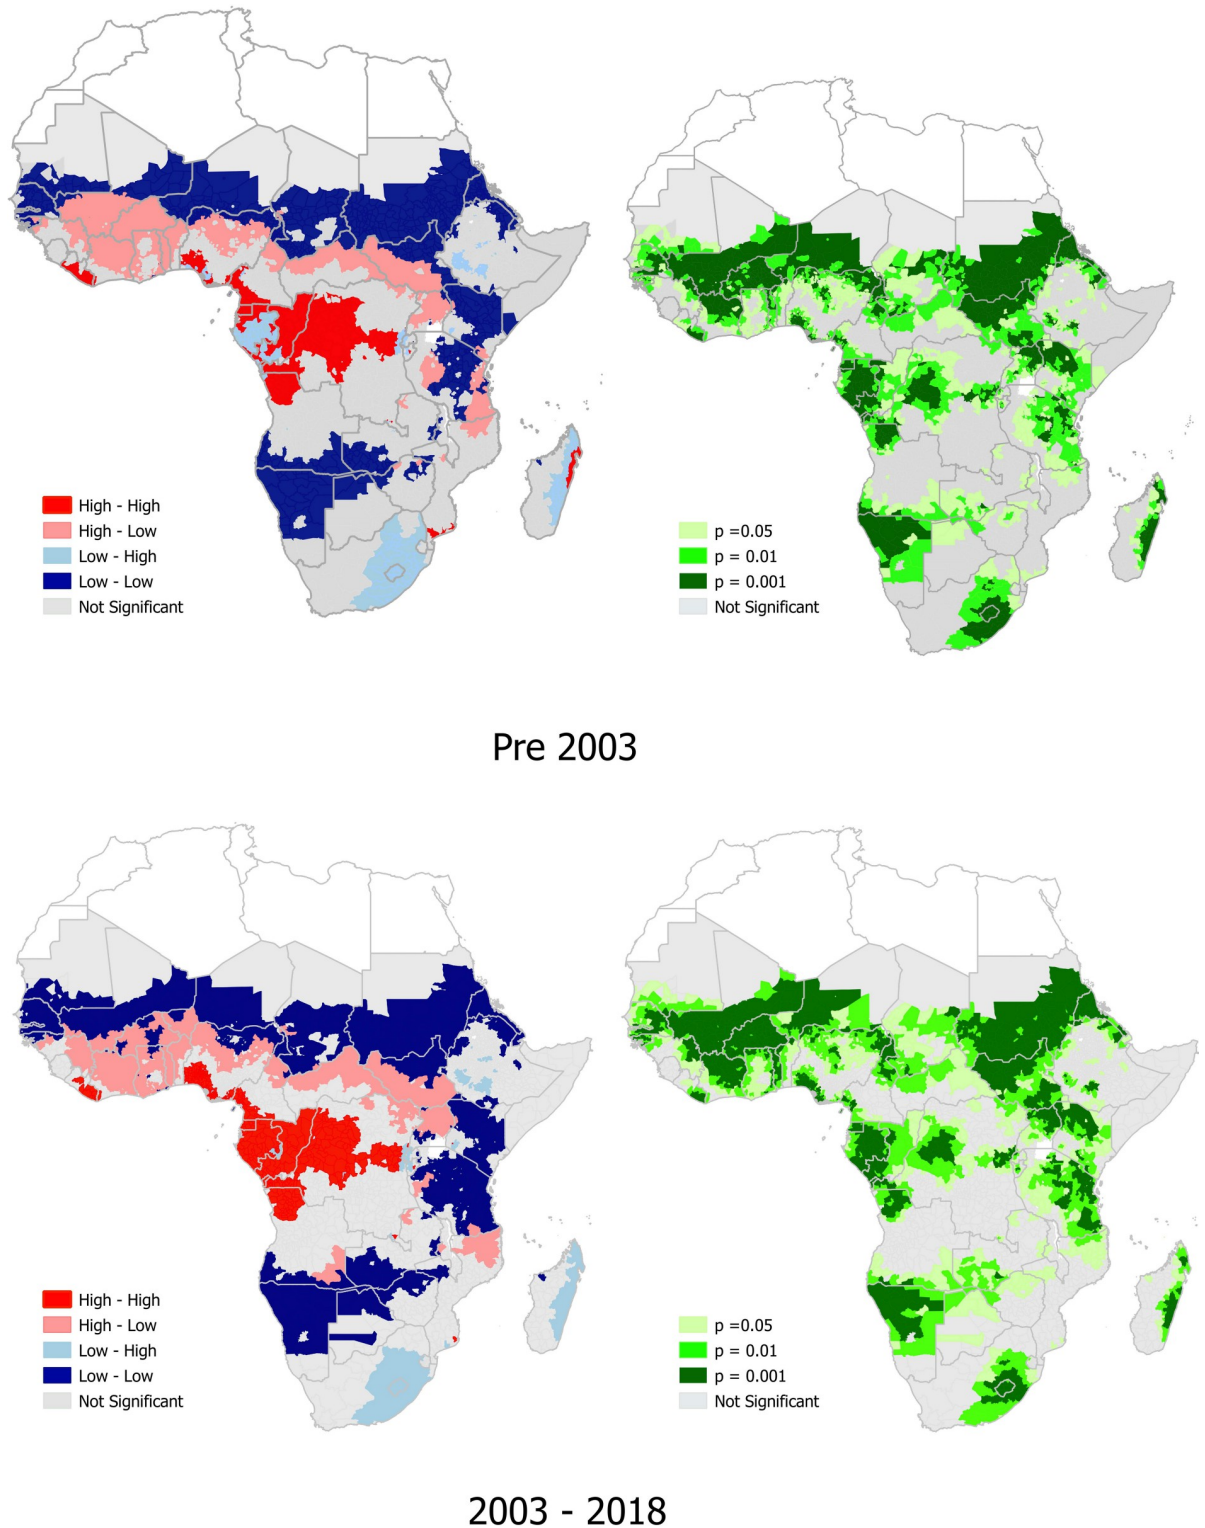 High - High
High - Low
Low - High
Low - Low
Not Significant
p =0.05
p = 0.01
p = 0.001
Not Significant
Pre 2003
High - High
High - Low
Low - High
Low - Low
Not Significant
p =0.05
p = 0.01
p = 0.001
Not Significant
2003 - 2018